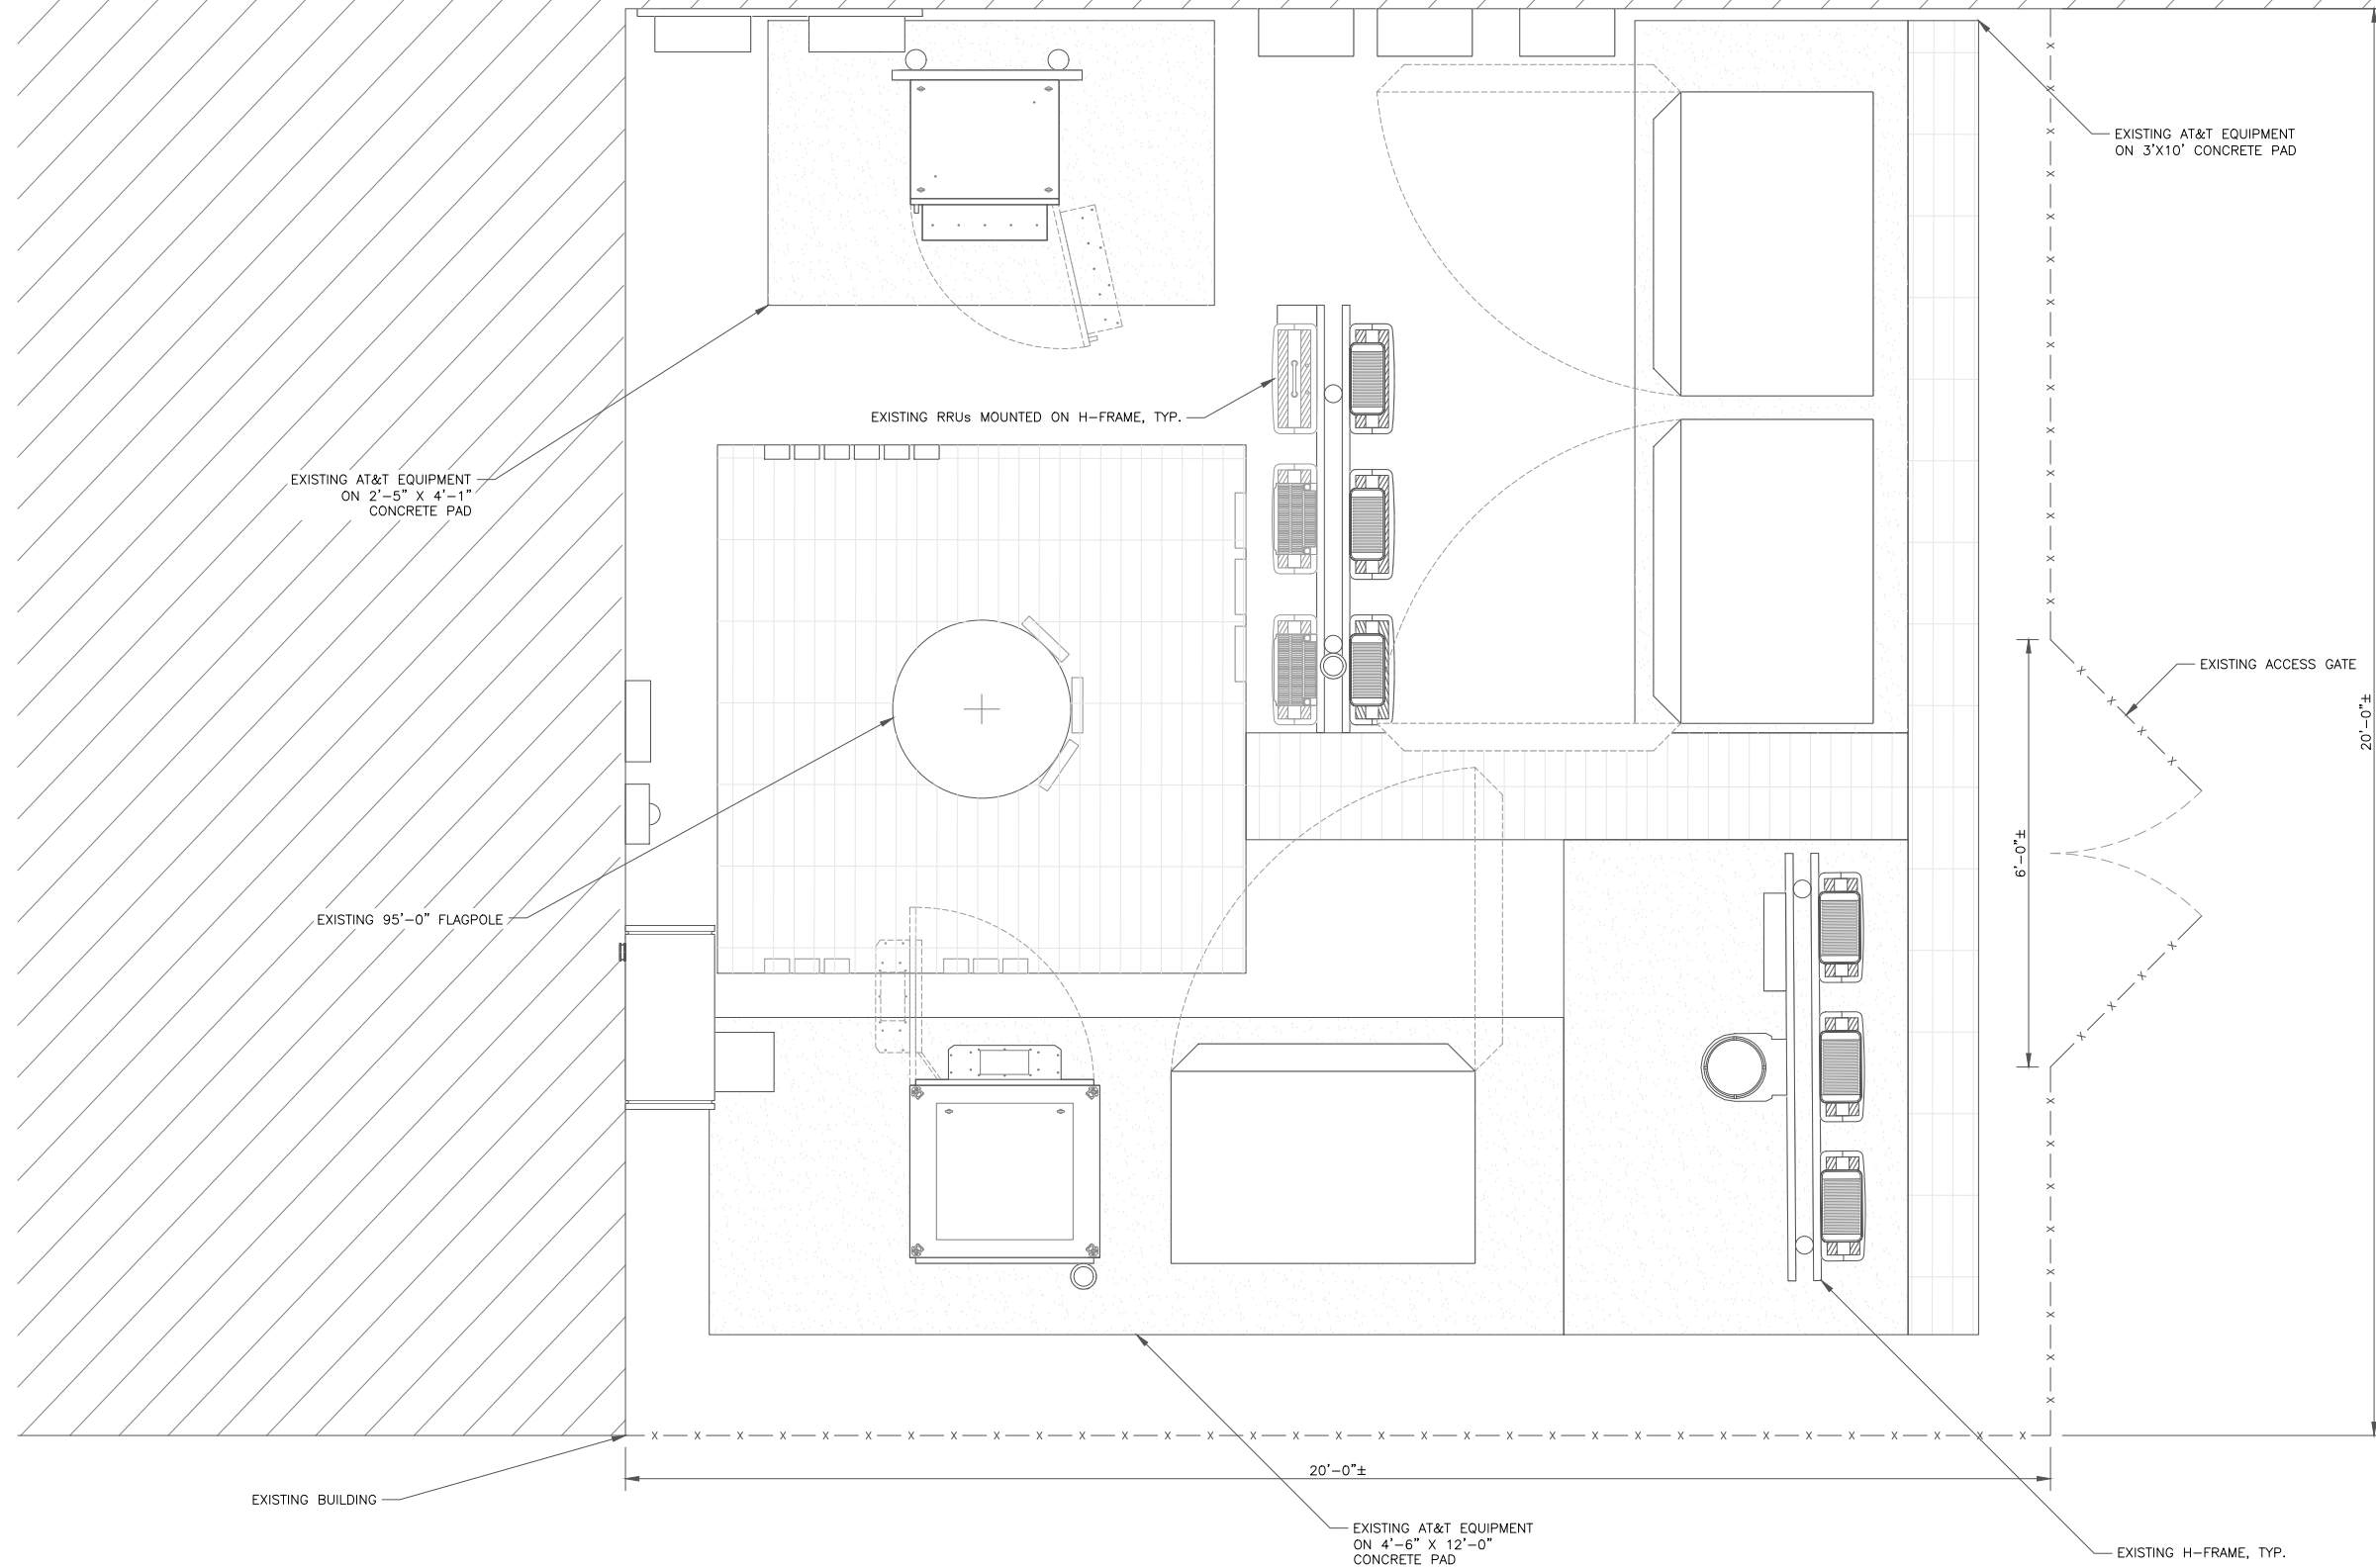 EXISTING AT&T EQUIPMENT
ON 3'X10' CONCRETE PAD
EXISTING RRUs MOUNTED ON H-FRAME, TYP.
EXISTING AT&T EQUIPMENT
ON 2'-5" X 4'-1"
CONCRETE PAD
EXISTING ACCESS GATE
20'-0"±
6'-0"±
EXISTING 95'-0" FLAGPOLE
20'-0"±
EXISTING BUILDING
EXISTING AT&T EQUIPMENT
ON 4'-6" X 12'-0"
CONCRETE PAD
EXISTING H-FRAME, TYP.